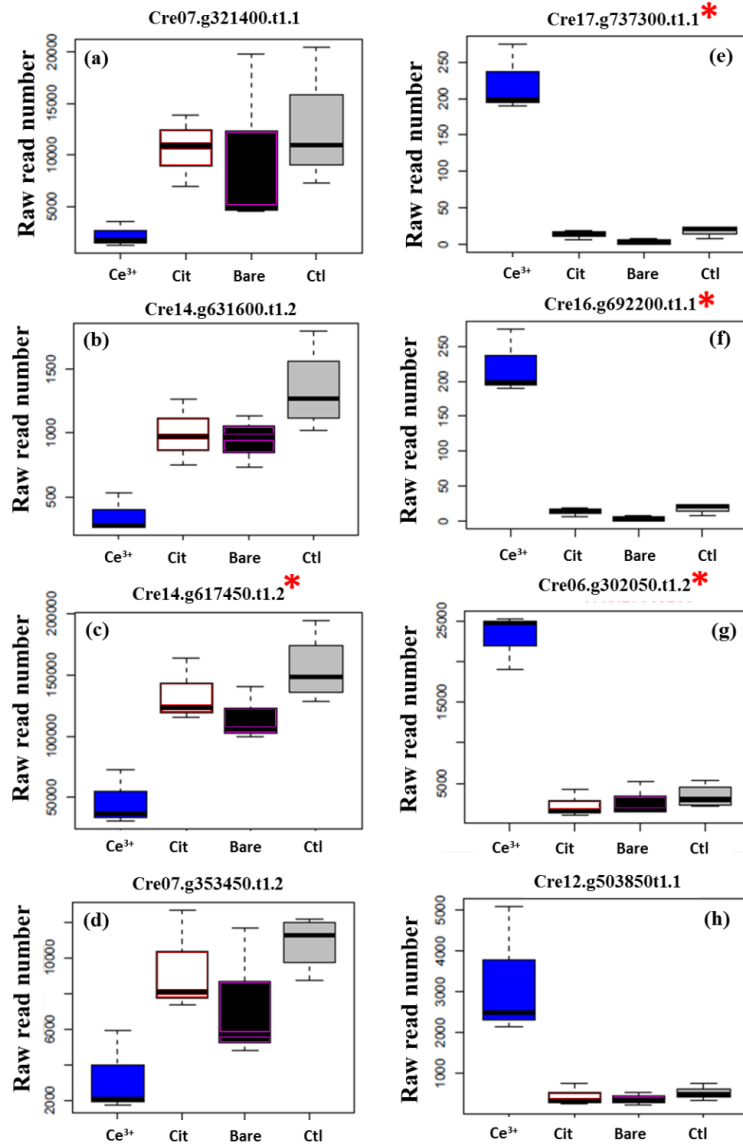 Cre07.g321400.t1.1
(a)
Raw read number
20000
15000
10000
5000
Ce³⁺ Cit Bare Ctl
Cre17.g737300.t1.1*
(e)
Raw read number
250
200
150
100
50
0
Ce³⁺ Cit Bare Ctl
Cre14.g631600.t1.2
(b)
Raw read number
1500
1000
500
Ce³⁺ Cit Bare Ctl
Cre16.g692200.t1.1*
(f)
Raw read number
250
200
150
100
50
0
Ce³⁺ Cit Bare Ctl
Cre14.g617450.t1.2*
(c)
Raw read number
200000
150000
100000
50000
Ce³⁺ Cit Bare Ctl
Cre06.g302050.t1.2*
(g)
Raw read number
25000
15000
5000
Ce³⁺ Cit Bare Ctl
Cre07.g353450.t1.2
(d)
Raw read number
10000
6000
2000
Ce³⁺ Cit Bare Ctl
Cre12.g503850t1.1
(h)
Raw read number
5000
4000
3000
2000
1000
Ce³⁺ Cit Bare Ctl